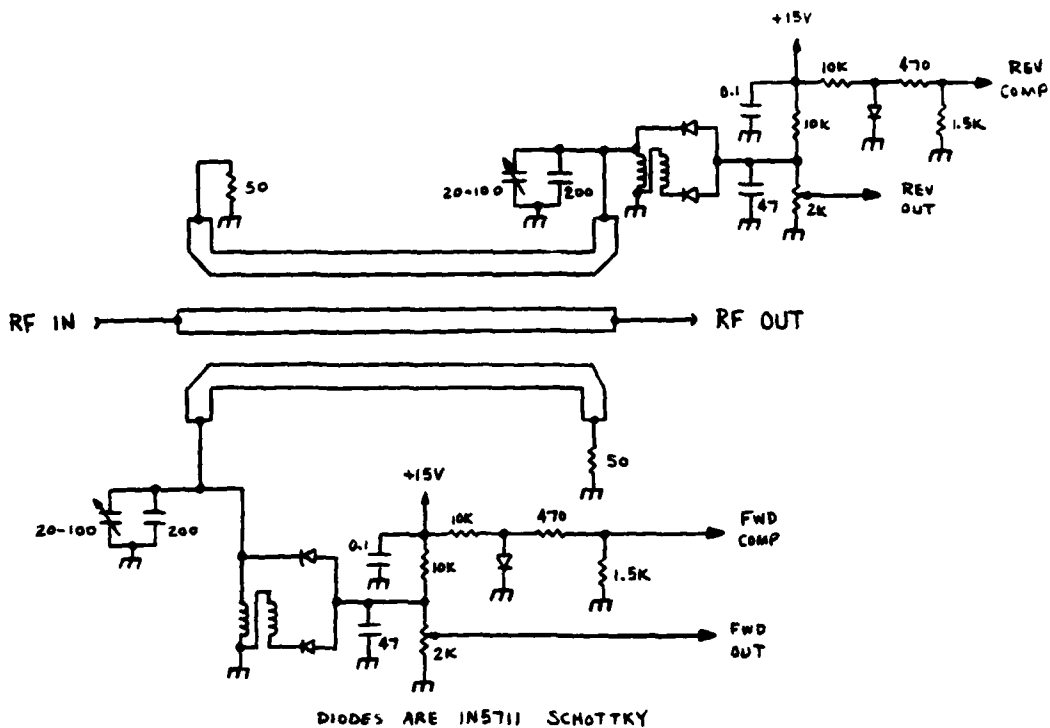 +15V
10K
470
REV
COMP
0.1
10K
1.5K
50
20-100
200
47
2K
REV
OUT
RF IN
RF OUT
50
+15V
20-100
200
10K
470
FWD
COMP
0.1
10K
1.5K
47
2K
FWD
OUT
DIODES ARE 1N5711 SCHOTTKY